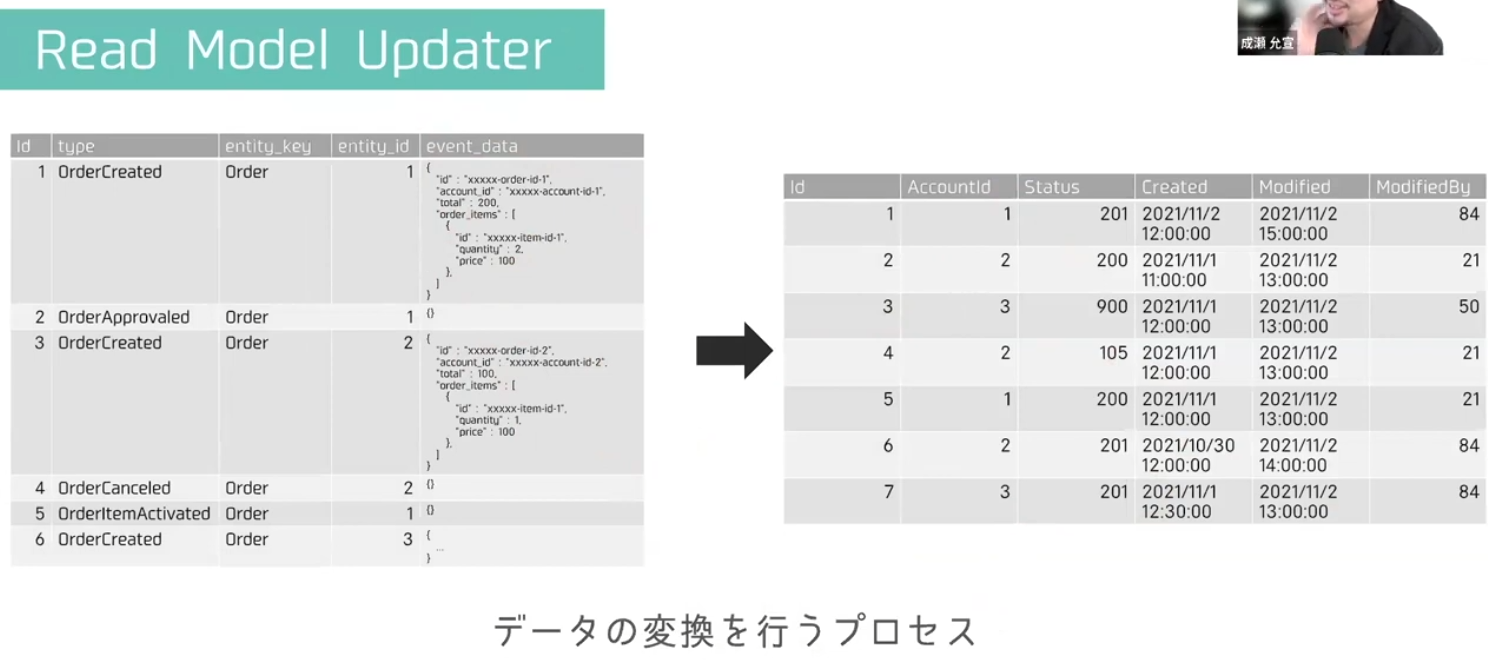 Read Model Updater
成瀬 允宣
Id type entity_key entity_id event_data
1 OrderCreated Order 1 {
"id" : "xxxxx-order-id-1",
"account_id" : "xxxxx-account-id-1",
"total" : 200,
"order_items" : [
{
"id" : "xxxxx-item-id-1",
"quantity" : 2,
"price" : 100
},
]
}
2 OrderApprovaled Order 1 {}
3 OrderCreated Order 2 {
"id" : "xxxxx-order-id-2",
"account_id" : "xxxxx-account-id-2",
"total" : 100,
"order_items" : [
{
"id" : "xxxxx-item-id-1",
"quantity" : 1,
"price" : 100
},
]
}
4 OrderCanceled Order 2 {}
5 OrderItemActivated Order 1 {}
6 OrderCreated Order 3 {
...
}
Id AccountId Status Created Modified ModifiedBy
1 1 201 2021/11/2 2021/11/2 84
12:00:00 15:00:00
2 2 200 2021/11/1 2021/11/2 21
11:00:00 13:00:00
3 3 900 2021/11/1 2021/11/2 50
12:00:00 13:00:00
4 2 105 2021/11/1 2021/11/2 21
12:00:00 13:00:00
5 1 200 2021/11/1 2021/11/2 21
12:00:00 13:00:00
6 2 201 2021/10/30 2021/11/2 84
12:00:00 14:00:00
7 3 201 2021/11/1 2021/11/2 84
12:30:00 13:00:00
データの変換を行うプロセス